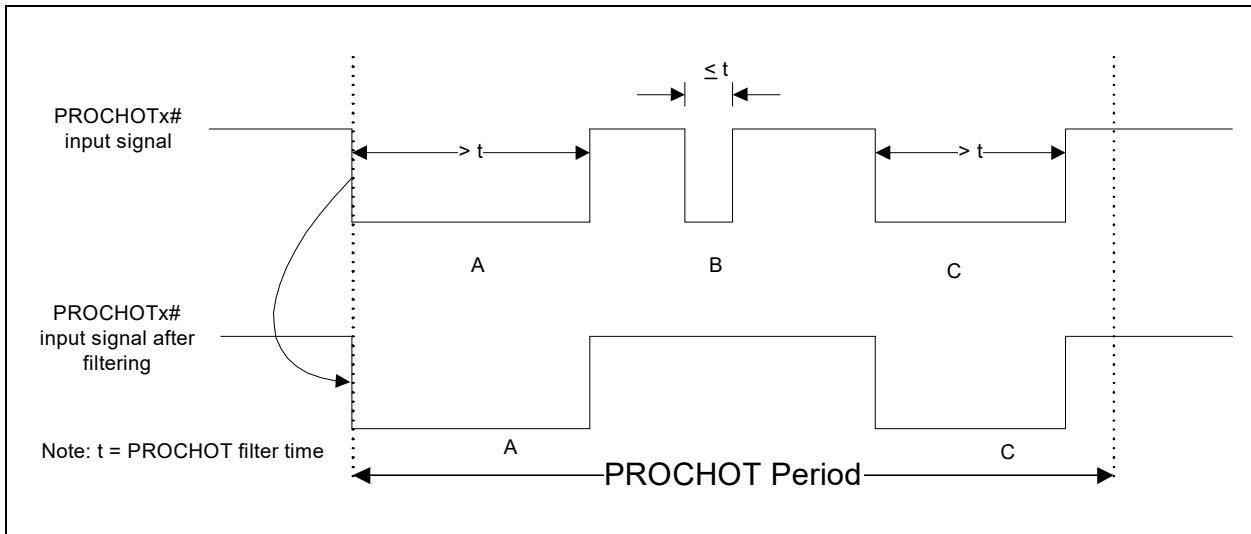 ≤ t
PROCHOTx#
input signal
> t
> t
A
B
C
PROCHOTx#
input signal after
filtering
Note: t = PROCHOT filter time
A
C
PROCHOT Period